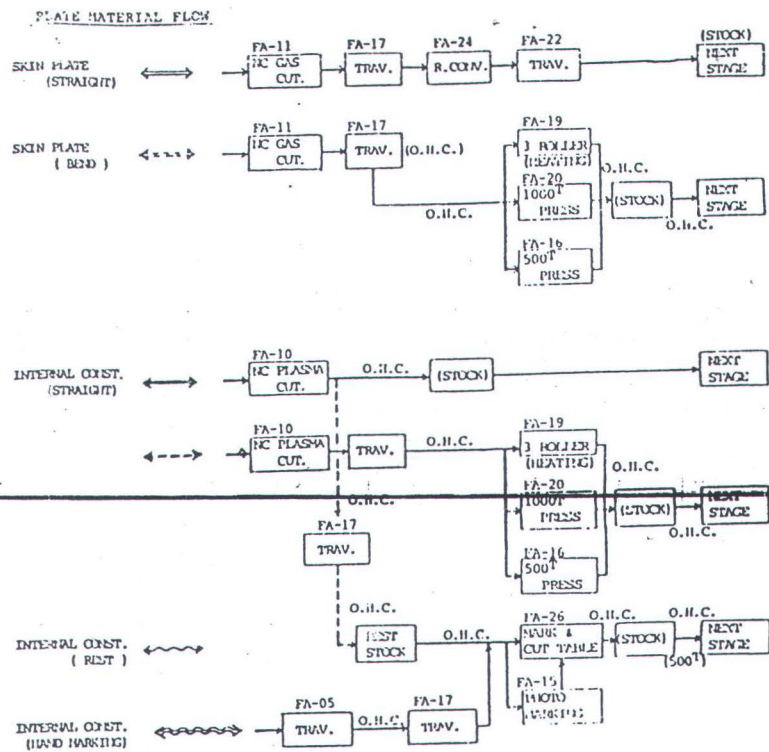 PLATE MATERIAL FLOW
(STOCK)
FA-11 FA-17 FA-24 FA-22
SKIN PLATE NC GAS TRAV. R.CONV. TRAV. NEXT
(STRAIGHT) CUT. STAGE
FA-11 FA-17 FA-19
SKIN PLATE NC GAS TRAV. (O.H.C.) 3 ROLLER NEXT
( BEND ) CUT. (HEATING) O.H.C. STAGE
FA-20
1000T (STOCK)
O.H.C. PRESS O.H.C.
FA-16
500T
PRESS
FA-10
INTERNAL CONST. NC PLASMA O.H.C. (STOCK) NEXT
(STRAIGHT) CUT. STAGE
FA-10 FA-19
NC PLASMA TRAV. O.H.C. 3 ROLLER
CUT. (HEATING) O.H.C.
FA-20
O.H.C. 1000T (STOCK) NEXT
PRESS O.H.C. STAGE
FA-17 FA-16
TRAV. 500T
PRESS
O.H.C. FA-26 O.H.C. O.H.C.
INTERNAL CONST. REST O.H.C. MARK & (STOCK) NEXT
( REST ) STOCK CUT TABLE (500T) STAGE
FA-15
PHOTO
MARKING
FA-05 FA-17
INTERNAL CONST. TRAV. O.H.C. TRAV.
(HAND MARKING)